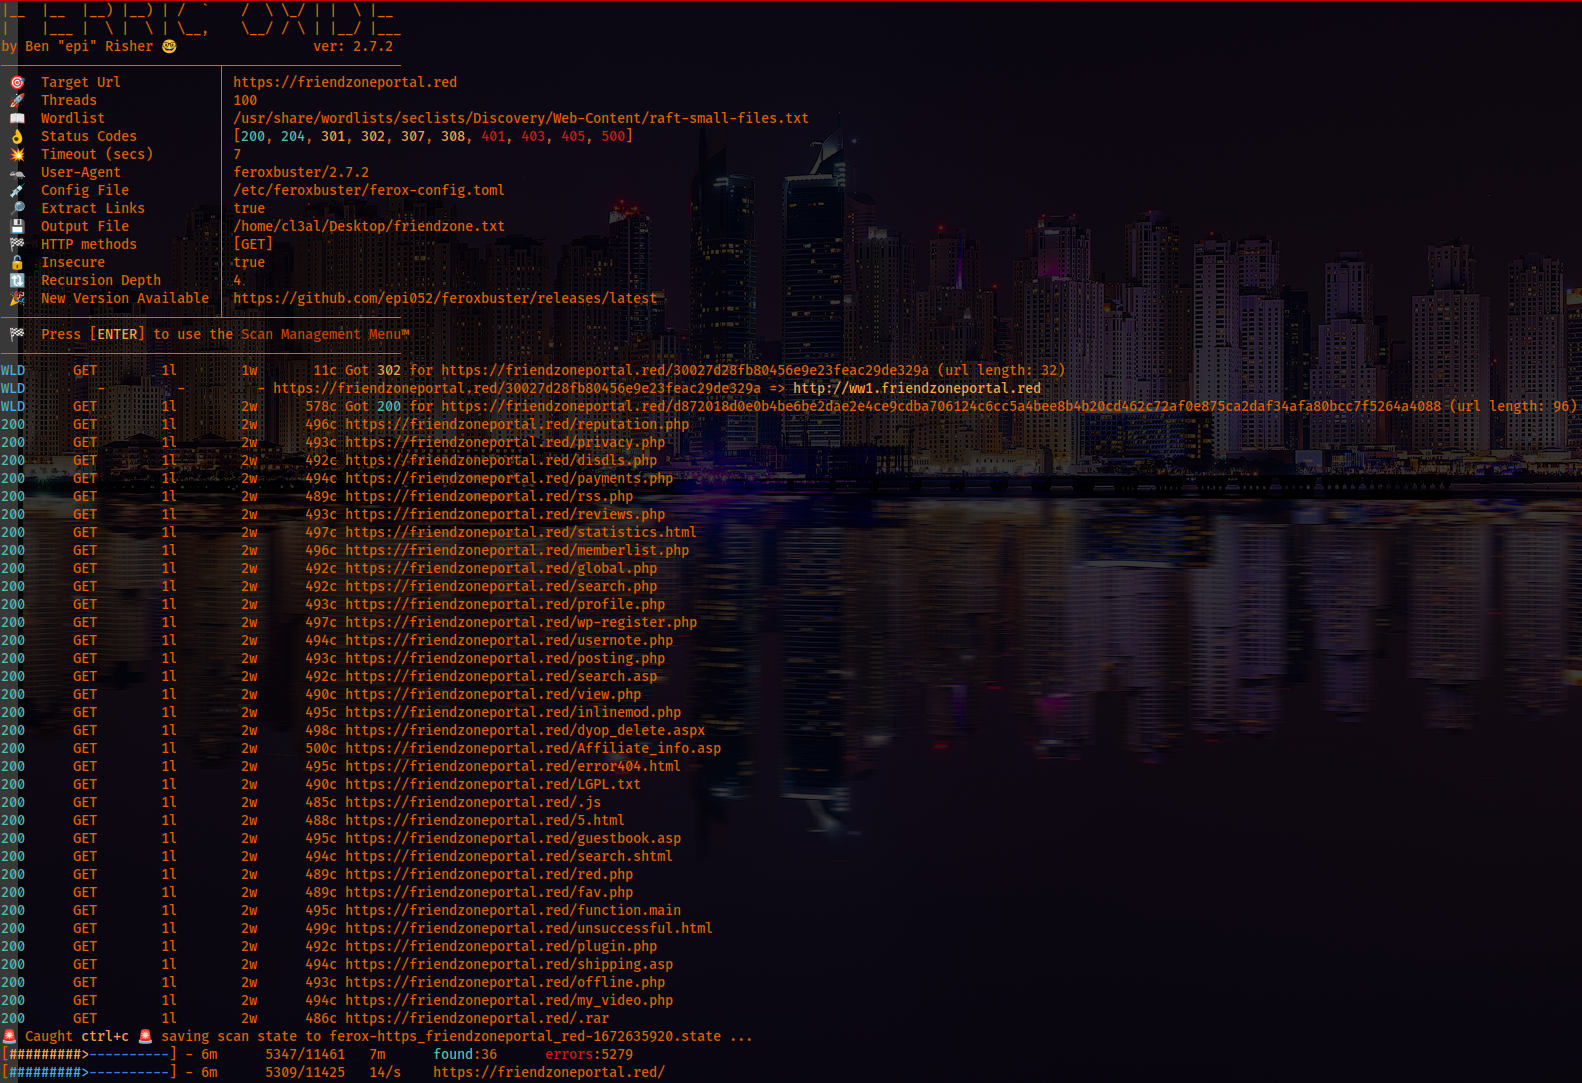 by Ben "epi" Risher 🤓 ver: 2.7.2
🎯 Target Url │ https://friendzoneportal.red
🚀 Threads │ 100
📖 Wordlist │ /usr/share/wordlists/seclists/Discovery/Web-Content/raft-small-files.txt
👌 Status Codes │ [200, 204, 301, 302, 307, 308, 401, 403, 405, 500]
💥 Timeout (secs) │ 7
🦡 User-Agent │ feroxbuster/2.7.2
💉 Config File │ /etc/feroxbuster/ferox-config.toml
🔎 Extract Links │ true
💾 Output File │ /home/cl3al/Desktop/friendzone.txt
🏁 HTTP methods │ [GET]
🔓 Insecure │ true
🔃 Recursion Depth │ 4
🎉 New Version Available │ https://github.com/epi052/feroxbuster/releases/latest
🏁 Press [ENTER] to use the Scan Management Menu™
WLD GET 1l 1w 11c Got 302 for https://friendzoneportal.red/30027d28fb80456e9e23feac29de329a (url length: 32)
WLD - - - https://friendzoneportal.red/30027d28fb80456e9e23feac29de329a => http://ww1.friendzoneportal.red
WLD GET 1l 2w 578c Got 200 for https://friendzoneportal.red/d872018d0e0b4be6be2dae2e4ce9cdba706124c6cc5a4bee8b4b20cd462c72af0e875ca2daf34afa80bcc7f5264a4088 (url length: 96)
200 GET 1l 2w 496c https://friendzoneportal.red/reputation.php
200 GET 1l 2w 493c https://friendzoneportal.red/privacy.php
200 GET 1l 2w 492c https://friendzoneportal.red/disdls.php
200 GET 1l 2w 494c https://friendzoneportal.red/payments.php
200 GET 1l 2w 489c https://friendzoneportal.red/rss.php
200 GET 1l 2w 493c https://friendzoneportal.red/reviews.php
200 GET 1l 2w 497c https://friendzoneportal.red/statistics.html
200 GET 1l 2w 496c https://friendzoneportal.red/memberlist.php
200 GET 1l 2w 492c https://friendzoneportal.red/global.php
200 GET 1l 2w 492c https://friendzoneportal.red/search.php
200 GET 1l 2w 493c https://friendzoneportal.red/profile.php
200 GET 1l 2w 497c https://friendzoneportal.red/wp-register.php
200 GET 1l 2w 494c https://friendzoneportal.red/usernote.php
200 GET 1l 2w 493c https://friendzoneportal.red/posting.php
200 GET 1l 2w 492c https://friendzoneportal.red/search.asp
200 GET 1l 2w 490c https://friendzoneportal.red/view.php
200 GET 1l 2w 495c https://friendzoneportal.red/inlinemod.php
200 GET 1l 2w 498c https://friendzoneportal.red/dyop_delete.aspx
200 GET 1l 2w 500c https://friendzoneportal.red/Affiliate_info.asp
200 GET 1l 2w 495c https://friendzoneportal.red/error404.html
200 GET 1l 2w 490c https://friendzoneportal.red/LGPL.txt
200 GET 1l 2w 485c https://friendzoneportal.red/.js
200 GET 1l 2w 488c https://friendzoneportal.red/5.html
200 GET 1l 2w 495c https://friendzoneportal.red/guestbook.asp
200 GET 1l 2w 494c https://friendzoneportal.red/search.shtml
200 GET 1l 2w 489c https://friendzoneportal.red/red.php
200 GET 1l 2w 489c https://friendzoneportal.red/fav.php
200 GET 1l 2w 495c https://friendzoneportal.red/function.main
200 GET 1l 2w 499c https://friendzoneportal.red/unsuccessful.html
200 GET 1l 2w 492c https://friendzoneportal.red/plugin.php
200 GET 1l 2w 494c https://friendzoneportal.red/shipping.asp
200 GET 1l 2w 493c https://friendzoneportal.red/offline.php
200 GET 1l 2w 494c https://friendzoneportal.red/my_video.php
200 GET 1l 2w 486c https://friendzoneportal.red/.rar
🚨 Caught ctrl+c 🚨 saving scan state to ferox-https_friendzoneportal_red-1672635920.state ...
[#########>----------] - 6m 5347/11461 7m found:36 errors:5279
[#########>----------] - 6m 5309/11425 14/s https://friendzoneportal.red/